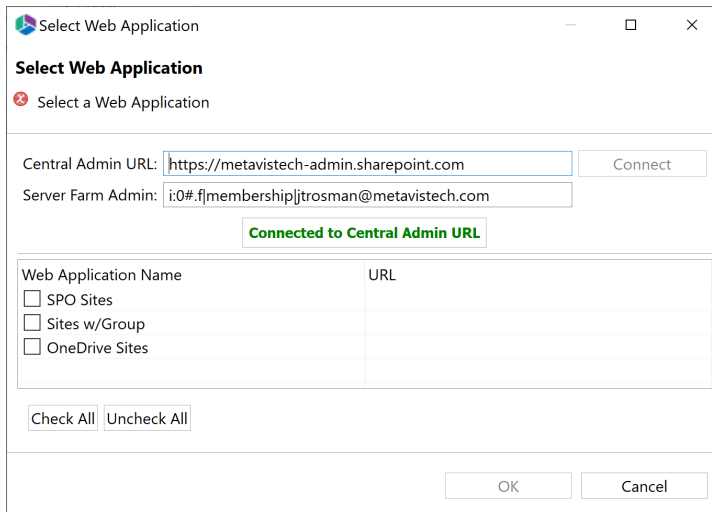 Select Web Application
Select Web Application
Select a Web Application
Central Admin URL: https://metavistech-admin.sharepoint.com Connect
Server Farm Admin: i:0#.f|membership|jtrosman@metavistech.com
Connected to Central Admin URL
Web Application Name URL
SPO Sites
Sites w/Group
OneDrive Sites
Check All Uncheck All
OK Cancel